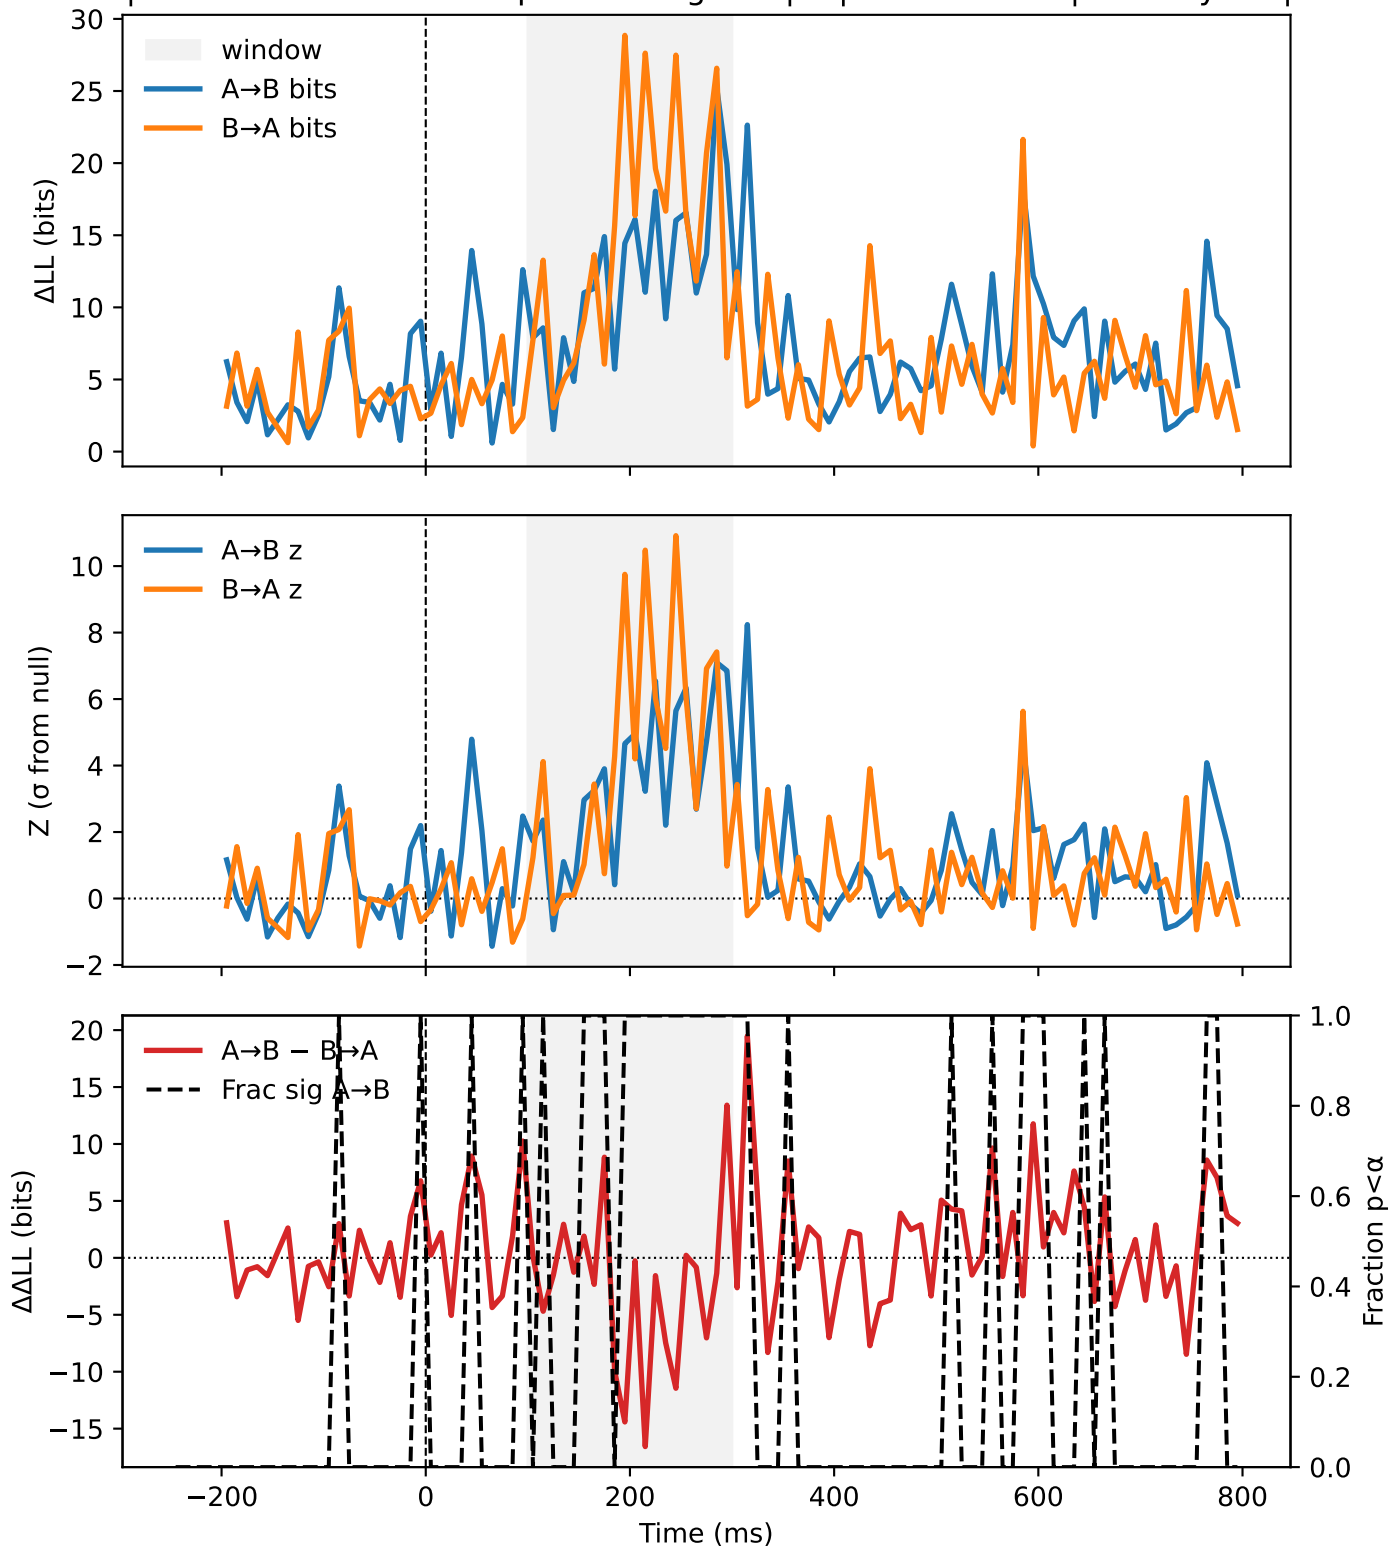 30
25
20
15
10
5
0
ΔLL (bits)
window
A→B bits
B→A bits
10
8
6
4
2
0
−2
Z (σ from null)
A→B z
B→A z
20
15
10
5
0
−5
−10
−15
ΔΔLL (bits)
A→B − B→A
Frac sig A→B
1.0
0.8
0.6
0.4
0.2
0.0
Fraction p<α
−200 0 200 400 600 800
Time (ms)